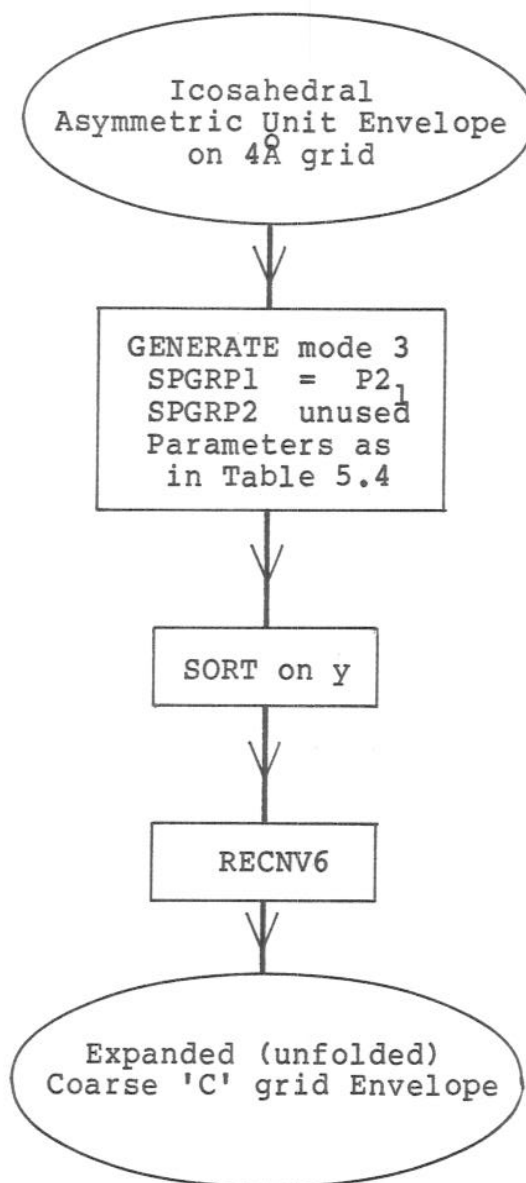 Icosahedral
Asymmetric Unit Envelope
on 4Å grid
GENERATE mode 3
SPGRP1 = P2₁
SPGRP2 unused
Parameters as
in Table 5.4
SORT on y
RECNV6
Expanded (unfolded)
Coarse 'C' grid Envelope